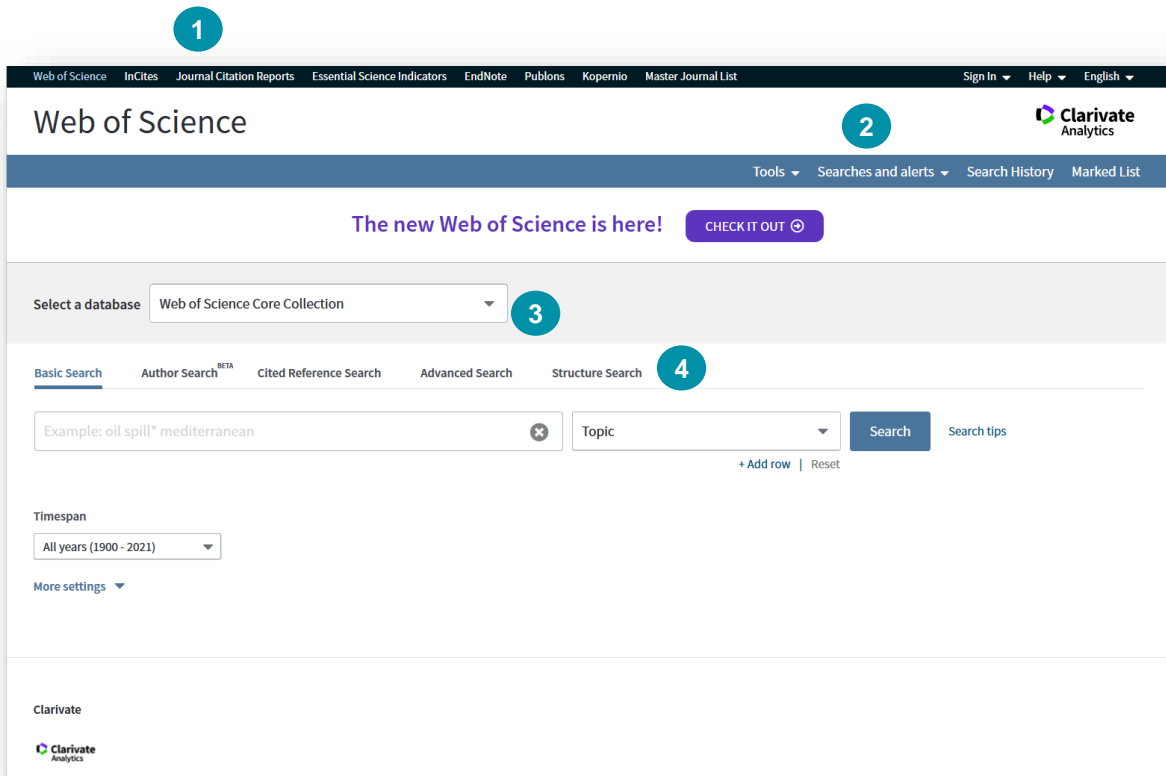 1
Web of Science InCites Journal Citation Reports Essential Science Indicators EndNote Publons Kopernio Master Journal List Sign In Help English
Web of Science
2
Clarivate
Analytics
Tools Searches and alerts Search History Marked List
The new Web of Science is here! CHECK IT OUT
Select a database Web of Science Core Collection
3
Basic Search Author Search BETA Cited Reference Search Advanced Search Structure Search
4
Example: oil spill* mediterranean Topic Search Search tips
+ Add row | Reset
Timespan
All years (1900 - 2021)
More settings
Clarivate
Clarivate
Analytics